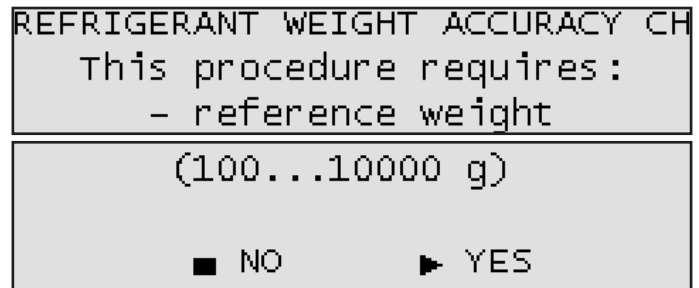 REFRIGERANT WEIGHT ACCURACY CH
This procedure requires:
– reference weight
(100...10000 g)
■ NO ► YES